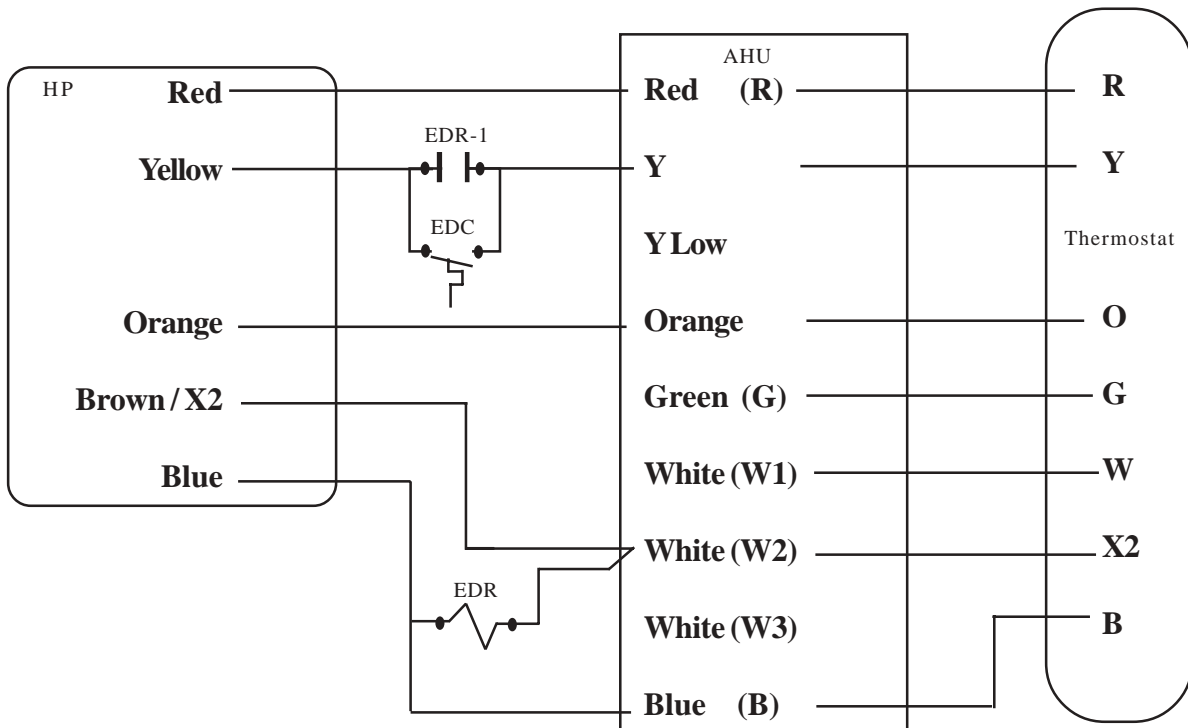 HP
Red
Yellow
Orange
Brown / X2
Blue
EDR-1
EDC
EDR
AHU
Red (R)
Y
Y Low
Orange
Green (G)
White (W1)
White (W2)
White (W3)
Blue (B)
R
Y
Thermostat
O
G
W
X2
B